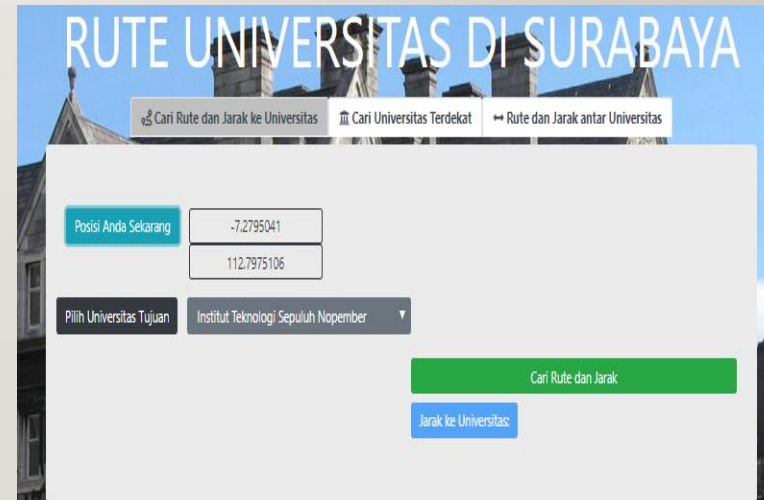 RUTE UNIVERSITAS DI SURABAYA
Cari Rute dan Jarak ke Universitas Cari Universitas Terdekat Rute dan Jarak antar Universitas
Posisi Anda Sekarang -7.2795041
112.7975106
Pilih Universitas Tujuan Institut Teknologi Sepuluh Nopember
Cari Rute dan Jarak
Jarak ke Universitas: